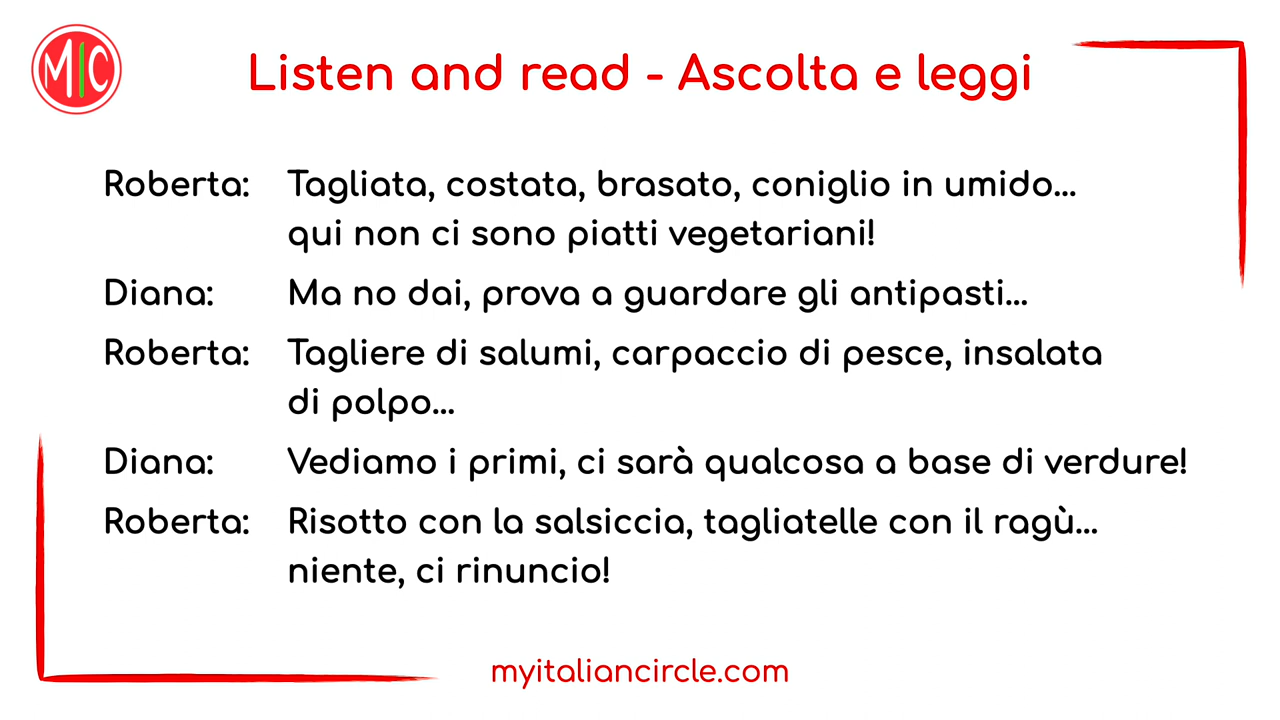 MIC
Listen and read - Ascolta e leggi
Roberta: Tagliata, costata, brasato, coniglio in umido...
qui non ci sono piatti vegetariani!
Diana: Ma no dai, prova a guardare gli antipasti...
Roberta: Tagliere di salumi, carpaccio di pesce, insalata
di polpo...
Diana: Vediamo i primi, ci sarà qualcosa a base di verdure!
Roberta: Risotto con la salsiccia, tagliatelle con il ragù...
niente, ci rinuncio!
myitaliancircle.com